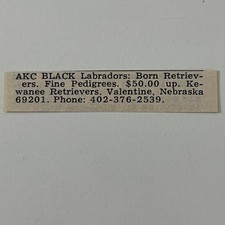 AKC BLACK Labradors: Born Retriev-
ers. Fine Pedigrees. $50.00 up. Ke-
wanee Retrievers, Valentine, Nebraska
69201. Phone: 402-376-2539.